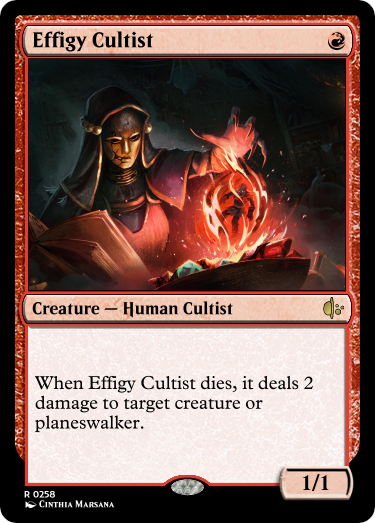 Effigy Cultist
Creature — Human Cultist
When Effigy Cultist dies, it deals 2
damage to target creature or
planeswalker.
1/1
R 0258
Cinthia Marsana